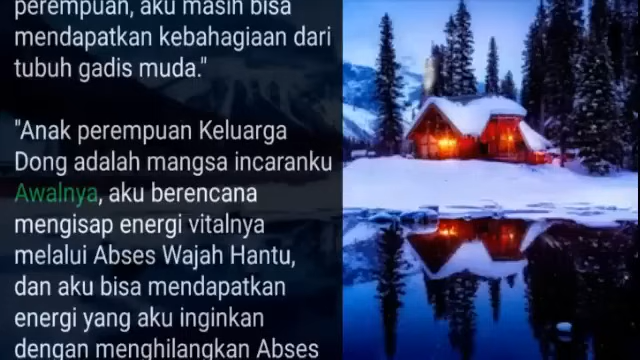 perempuan, aku masih bisa
mendapatkan kebahagiaan dari
tubuh gadis muda."
"Anak perempuan Keluarga
Dong adalah mangsa incaranku
Awalnya, aku berencana
mengisap energi vitalnya
melalui Abses Wajah Hantu,
dan aku bisa mendapatkan
energi yang aku inginkan
dengan menghilangkan Abses